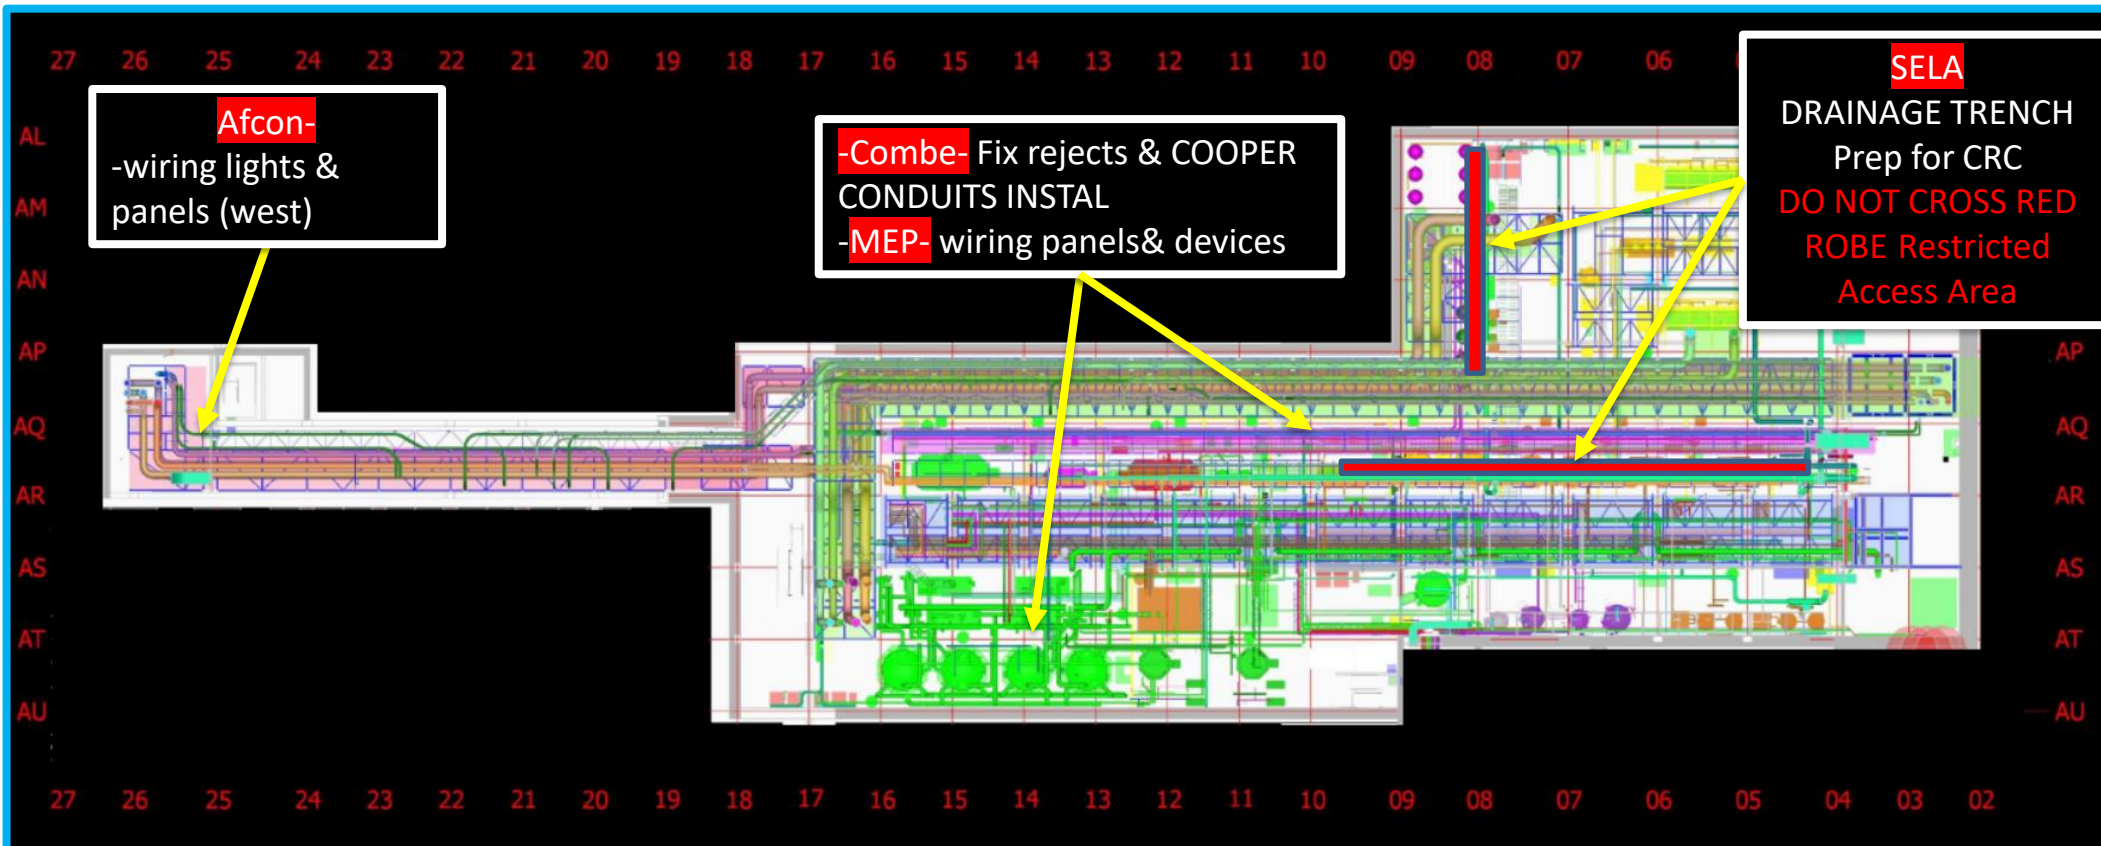 27 26 25 24 23 22 21 20 19 18 17 16 15 14 13 12 11 10 09 08 07 06
SELA
DRAINAGE TRENCH
Prep for CRC
DO NOT CROSS RED
ROBE Restricted
Access Area
Afcon-
-wiring lights &
panels (west)
-Combe- Fix rejects & COOPER
CONDUITS INSTAL
-MEP- wiring panels& devices
AL
AM
AN
AP AP
AQ AQ
AR AR
AS AS
AT AT
AU AU
27 26 25 24 23 22 21 20 19 18 17 16 15 14 13 12 11 10 09 08 07 06 05 04 03 02